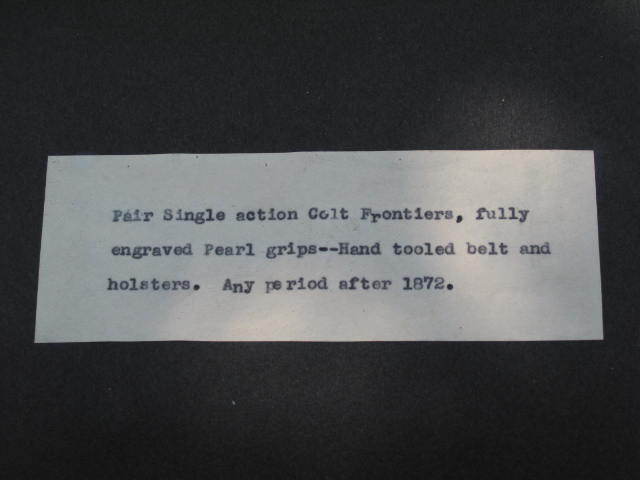 Pair Single action Colt Frontiers, fully
engraved Pearl grips--Hand tooled belt and
holsters. Any period after 1872.